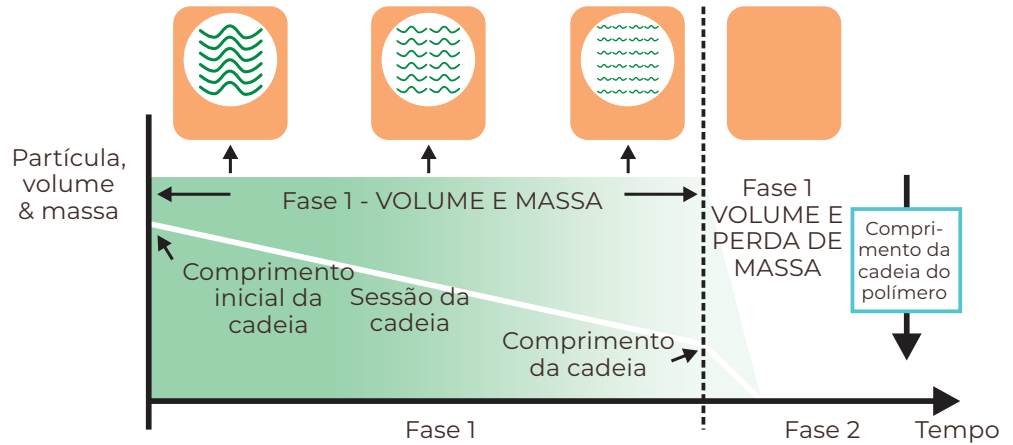 Partícula,
volume
& massa
Fase 1 - VOLUME E MASSA
Comprimento
inicial da
cadeia
Sessão da
cadeia
Comprimento
da cadeia
Fase 1
VOLUME E
PERDA DE
MASSA
Compri-
mento da
cadeia do
polímero
Fase 1
Fase 2
Tempo